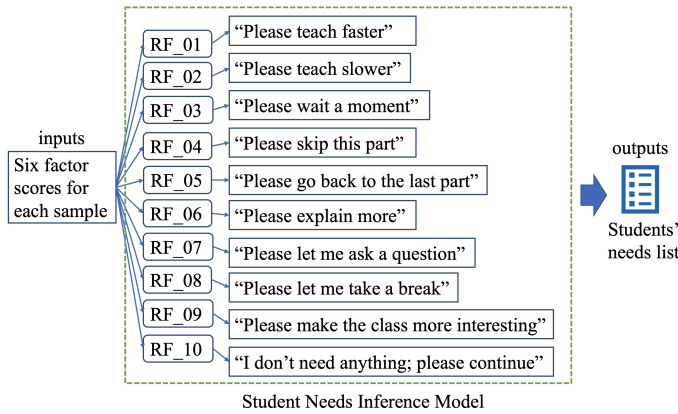 inputs
Six factor
scores for
each sample
RF_01
"Please teach faster"
RF_02
"Please teach slower"
RF_03
"Please wait a moment"
RF_04
"Please skip this part"
RF_05
"Please go back to the last part"
RF_06
"Please explain more"
RF_07
"Please let me ask a question"
RF_08
"Please let me take a break"
RF_09
"Please make the class more interesting"
RF_10
"I don't need anything; please continue"
outputs
Students'
needs list
Student Needs Inference Model